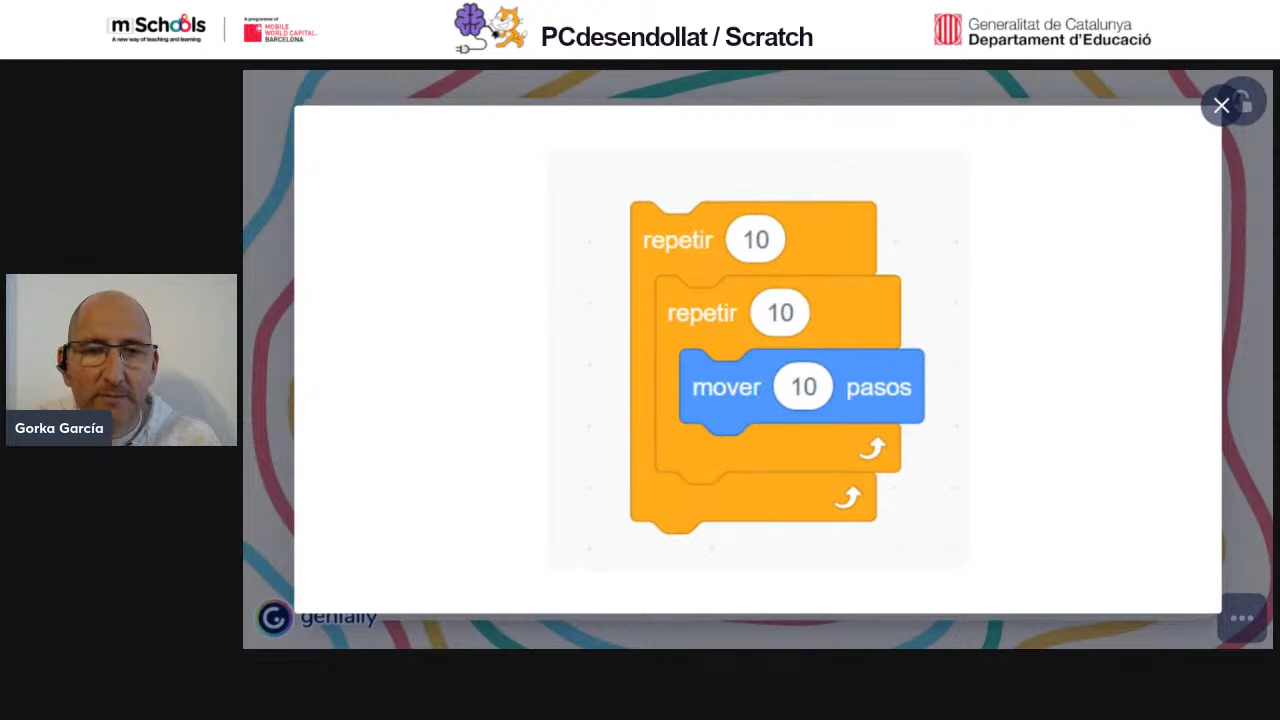 mSchools
A new way of teaching and learning
A programme of
MOBILE
WORLD CAPITAL
BARCELONA
PCdesendollat / Scratch
Generalitat de Catalunya
Departament d'Educació
repetir 10
repetir 10
mover 10 pasos
Gorka García
genially